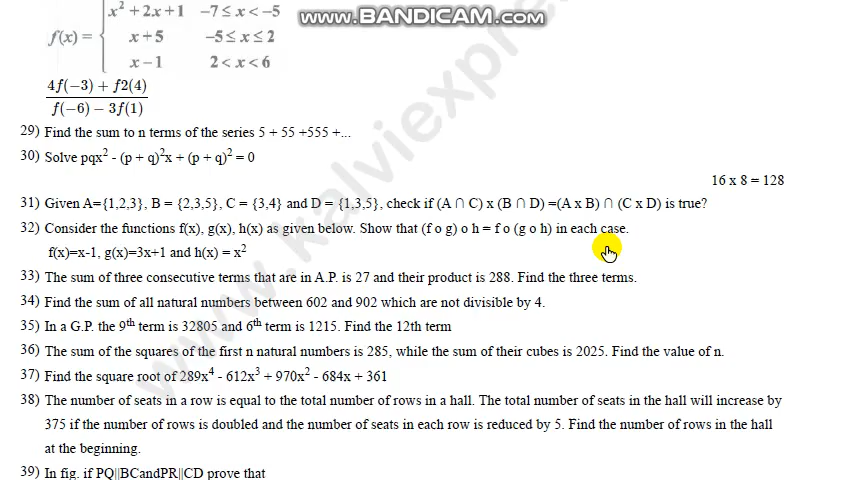 www.BANDICAM.com
x² + 2x + 1 −7 ≤ x < −5
f(x) = { x + 5 −5 ≤ x ≤ 2
x − 1 2 < x < 6
4f(−3) + f2(4)
f(−6) − 3f(1)
29) Find the sum to n terms of the series 5 + 55 +555 +...
30) Solve pqx² - (p + q)²x + (p + q)² = 0
16 x 8 = 128
31) Given A={1,2,3}, B = {2,3,5}, C = {3,4} and D = {1,3,5}, check if (A ∩ C) x (B ∩ D) =(A x B) ∩ (C x D) is true?
32) Consider the functions f(x), g(x), h(x) as given below. Show that (f o g) o h = f o (g o h) in each case.
f(x)=x-1, g(x)=3x+1 and h(x) = x²
33) The sum of three consecutive terms that are in A.P. is 27 and their product is 288. Find the three terms.
34) Find the sum of all natural numbers between 602 and 902 which are not divisible by 4.
35) In a G.P. the 9th term is 32805 and 6th term is 1215. Find the 12th term
36) The sum of the squares of the first n natural numbers is 285, while the sum of their cubes is 2025. Find the value of n.
37) Find the square root of 289x⁴ - 612x³ + 970x² - 684x + 361
38) The number of seats in a row is equal to the total number of rows in a hall. The total number of seats in the hall will increase by
375 if the number of rows is doubled and the number of seats in each row is reduced by 5. Find the number of rows in the hall
at the beginning.
39) In fig. if PQ||BCandPR||CD prove that
www.kalviexpre